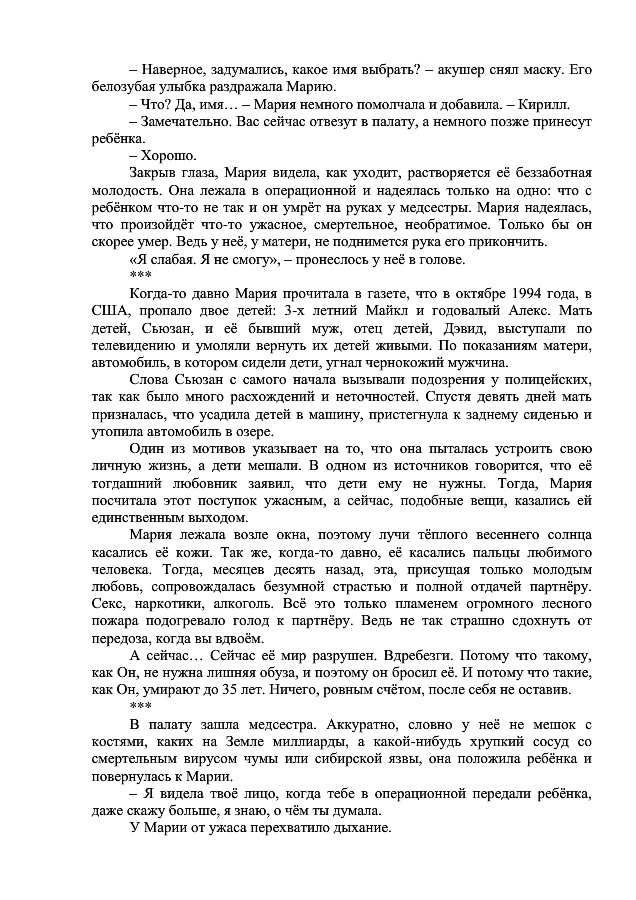 – Наверное, задумались, какое имя выбрать? – акушер снял маску. Его
белозубая улыбка раздражала Марию.
– Что? Да, имя… – Мария немного помолчала и добавила. – Кирилл.
– Замечательно. Вас сейчас отвезут в палату, а немного позже принесут
ребёнка.
– Хорошо.
Закрыв глаза, Мария видела, как уходит, растворяется её беззаботная
молодость. Она лежала в операционной и надеялась только на одно: что с
ребёнком что-то не так и он умрёт на руках у медсестры. Мария надеялась,
что произойдёт что-то ужасное, смертельное, необратимое. Только бы он
скорее умер. Ведь у неё, у матери, не поднимется рука его прикончить.
«Я слабая. Я не смогу», – пронеслось у неё в голове.
***
Когда-то давно Мария прочитала в газете, что в октябре 1994 года, в
США, пропало двое детей: 3-х летний Майкл и годовалый Алекс. Мать
детей, Сьюзан, и её бывший муж, отец детей, Дэвид, выступали по
телевидению и умоляли вернуть их детей живыми. По показаниям матери,
автомобиль, в котором сидели дети, угнал чернокожий мужчина.
Слова Сьюзан с самого начала вызывали подозрения у полицейских,
так как было много расхождений и неточностей. Спустя девять дней мать
призналась, что усадила детей в машину, пристегнула к заднему сиденью и
утопила автомобиль в озере.
Один из мотивов указывает на то, что она пыталась устроить свою
личную жизнь, а дети мешали. В одном из источников говорится, что её
тогдашний любовник заявил, что дети ему не нужны. Тогда, Мария
посчитала этот поступок ужасным, а сейчас, подобные вещи, казались ей
единственным выходом.
Мария лежала возле окна, поэтому лучи тёплого весеннего солнца
касались её кожи. Так же, когда-то давно, её касались пальцы любимого
человека. Тогда, месяцев десять назад, эта, присущая только молодым
любовь, сопровождалась безумной страстью и полной отдачей партнёру.
Секс, наркотики, алкоголь. Всё это только пламенем огромного лесного
пожара подогревало голод к партнёру. Ведь не так страшно сдохнуть от
передоза, когда вы вдвоём.
А сейчас… Сейчас её мир разрушен. Вдребезги. Потому что такому,
как Он, не нужна лишняя обуза, и поэтому он бросил её. И потому что такие,
как Он, умирают до 35 лет. Ничего, ровным счётом, после себя не оставив.
***
В палату зашла медсестра. Аккуратно, словно у неё не мешок с
костями, каких на Земле миллиарды, а какой-нибудь хрупкий сосуд со
смертельным вирусом чумы или сибирской язвы, она положила ребёнка и
повернулась к Марии.
– Я видела твоё лицо, когда тебе в операционной передали ребёнка,
даже скажу больше, я знаю, о чём ты думала.
У Марии от ужаса перехватило дыхание.